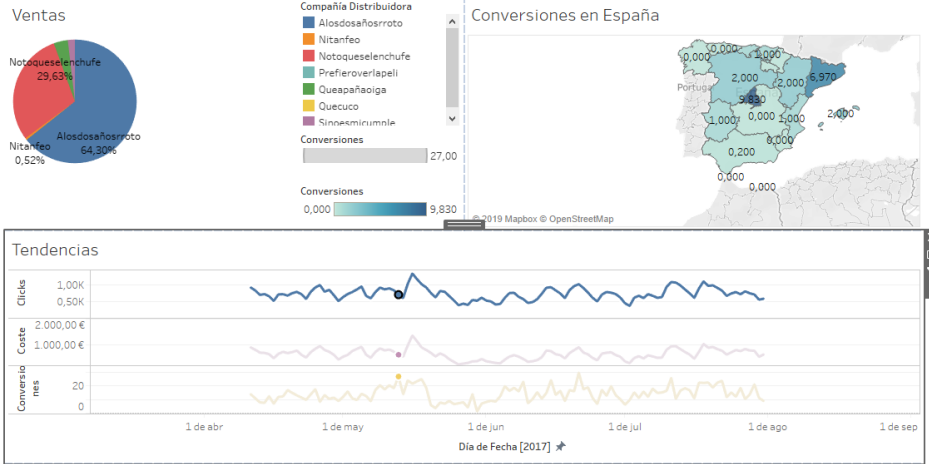 Ventas
Notoqueselenchufe
29,63%
Alosdosañosrroto
64,30%
Nitanfeo
0,52%
Compañía Distribuidora
Alosdosañosrroto
Nitanfeo
Notoqueselenchufe
Prefieroverlapeli
Queapañaoiga
Quecuco
Sinoesmicumple
Conversiones
27,00
Conversiones
0,000
9,830
Conversiones en España
0,000
0,000
1,000
2,000
2,000
6,970
Portugal
9,830
1,000
0,000
1,000
2,000
0,000
0,200
0,000
0,000
© 2019 Mapbox © OpenStreetMap
Tendencias
Clicks
1,00K
0,50K
Coste
2.000,00 €
1.000,00 €
Conversio
nes
20
0
1 de abr
1 de may
1 de jun
1 de jul
1 de ago
1 de sep
Día de Fecha [2017]